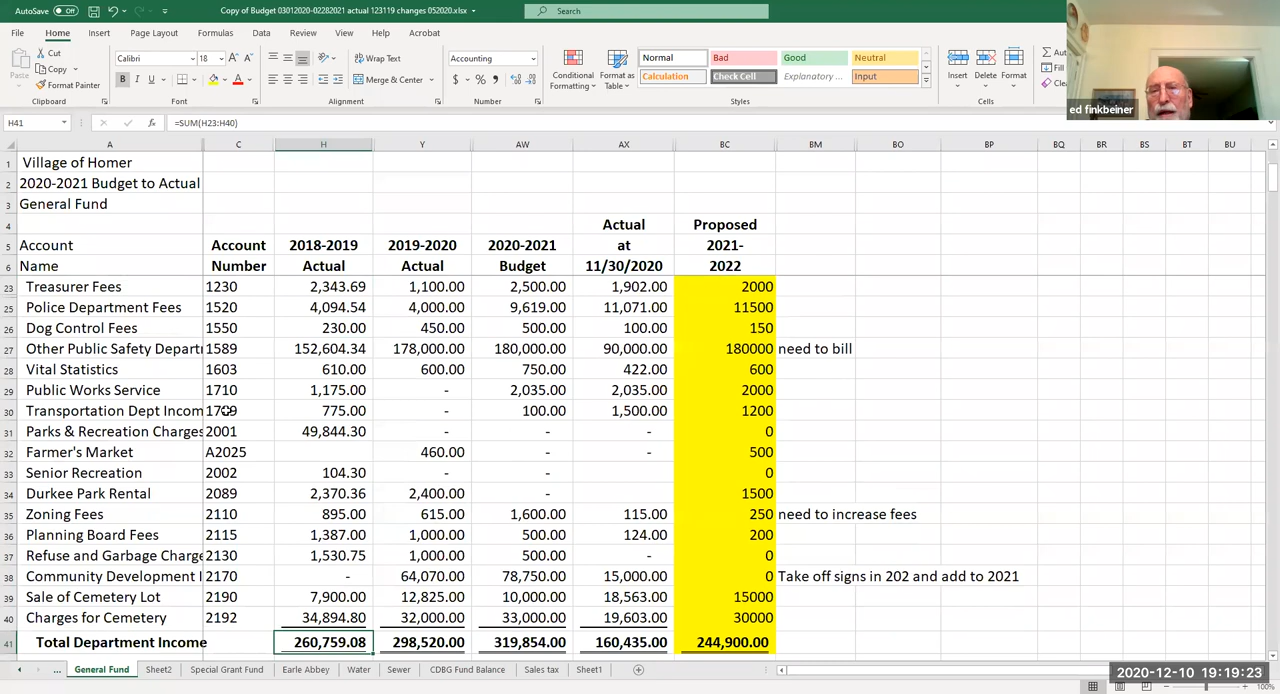 AutoSave Off Copy of Budget 03012020-02282021 actual 123119 changes 052020.xlsx Search
File Home Insert Page Layout Formulas Data Review View Help Acrobat
Paste Cut Copy Format Painter Clipboard
Calibri 18 A A B I U A Font
Wrap Text Merge & Center Alignment
Accounting $ % Number
Conditional Formatting Format as Table
Normal Bad Good Neutral Calculation Check Cell Explanatory ... Input Styles
Insert Delete Format Cells
Fill
ed finkbeiner
H41 fx =SUM(H23:H40)
A C H Y AW AX BC BM BO BP BQ BR BS BT BU
1 Village of Homer
2 2020-2021 Budget to Actual
3 General Fund
4 Actual Proposed
5 Account Account 2018-2019 2019-2020 2020-2021 at 2021-
6 Name Number Actual Actual Budget 11/30/2020 2022
23 Treasurer Fees 1230 2,343.69 1,100.00 2,500.00 1,902.00 2000
25 Police Department Fees 1520 4,094.54 4,000.00 9,619.00 11,071.00 11500
26 Dog Control Fees 1550 230.00 450.00 500.00 100.00 150
27 Other Public Safety Depart 1589 152,604.34 178,000.00 180,000.00 90,000.00 180000 need to bill
28 Vital Statistics 1603 610.00 600.00 750.00 422.00 600
29 Public Works Service 1710 1,175.00 - 2,035.00 2,035.00 2000
30 Transportation Dept Incom 775.00 - 100.00 1,500.00 1200
31 Parks & Recreation Charges 2001 49,844.30 - - - 0
32 Farmer's Market A2025 460.00 - - 500
33 Senior Recreation 2002 104.30 - - 0
34 Durkee Park Rental 2089 2,370.36 2,400.00 - 1500
35 Zoning Fees 2110 895.00 615.00 1,600.00 115.00 250 need to increase fees
36 Planning Board Fees 2115 1,387.00 1,000.00 500.00 124.00 200
37 Refuse and Garbage Charge 2130 1,530.75 1,000.00 500.00 - 0
38 Community Development I 2170 - 64,070.00 78,750.00 15,000.00 0 Take off signs in 202 and add to 2021
39 Sale of Cemetery Lot 2190 7,900.00 12,825.00 10,000.00 18,563.00 15000
40 Charges for Cemetery 2192 34,894.80 32,000.00 33,000.00 19,603.00 30000
41 Total Department Income 260,759.08 298,520.00 319,854.00 160,435.00 244,900.00
... General Fund Sheet2 Special Grant Fund Earle Abbey Water Sewer CDBG Fund Balance Sales tax Sheet1
2020-12-10 19:19:23
100%